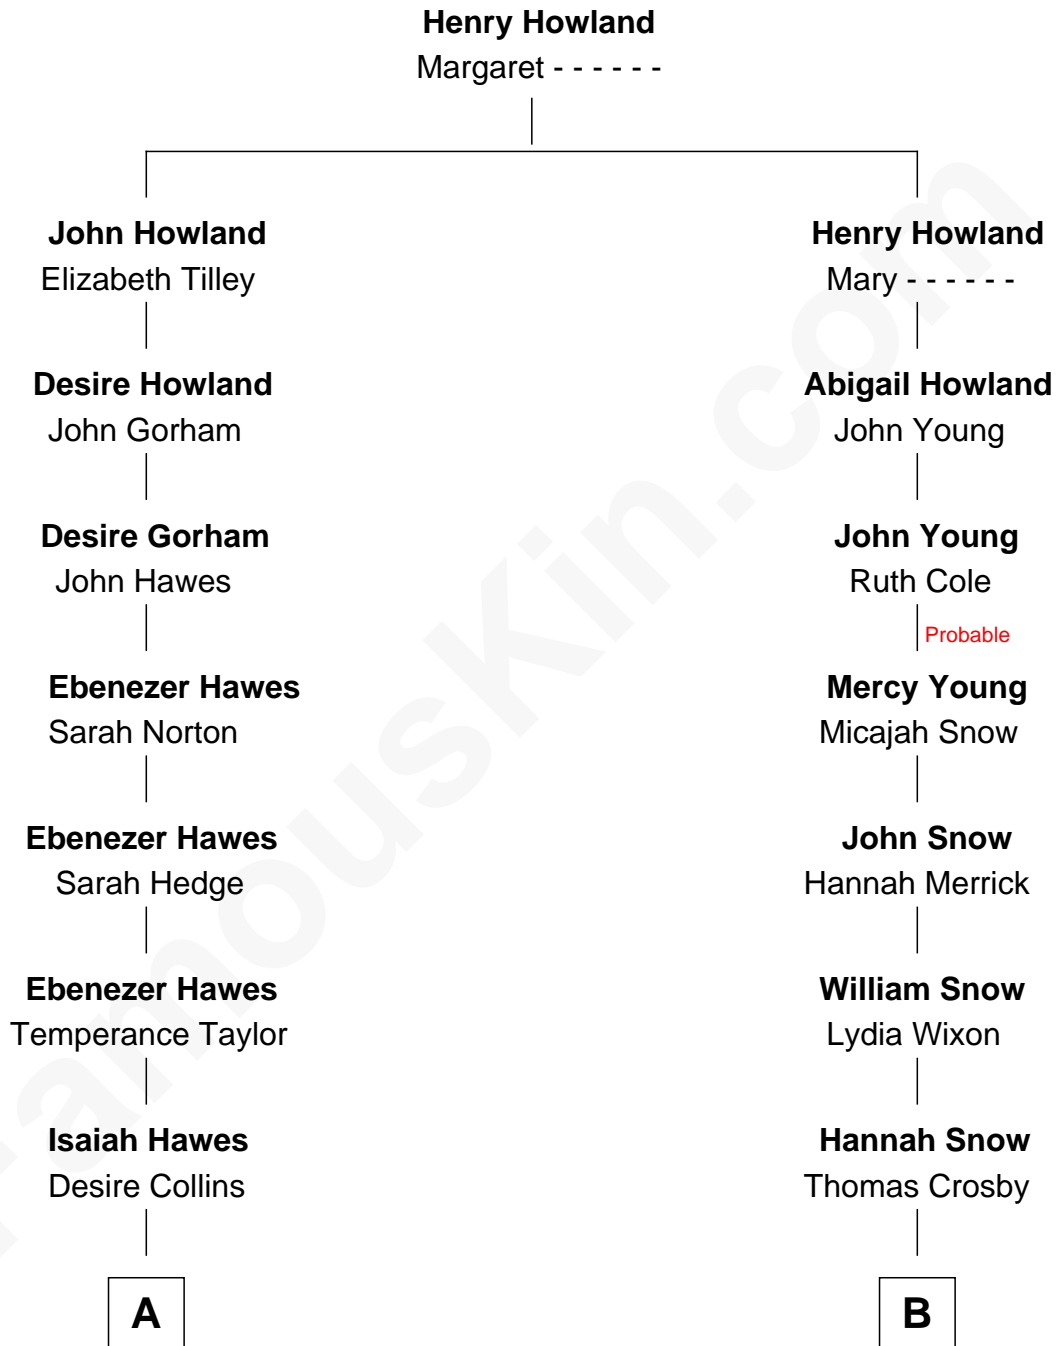 Henry Howland
Margaret - - - - - -
John Howland
Elizabeth Tilley
Henry Howland
Mary - - - - - -
Desire Howland
John Gorham
Abigail Howland
John Young
Desire Gorham
John Hawes
John Young
Ruth Cole
Probable
Ebenezer Hawes
Sarah Norton
Mercy Young
Micajah Snow
Ebenezer Hawes
Sarah Hedge
John Snow
Hannah Merrick
Ebenezer Hawes
Temperance Taylor
William Snow
Lydia Wixon
Isaiah Hawes
Desire Collins
Hannah Snow
Thomas Crosby
A
B
FamousKin.com